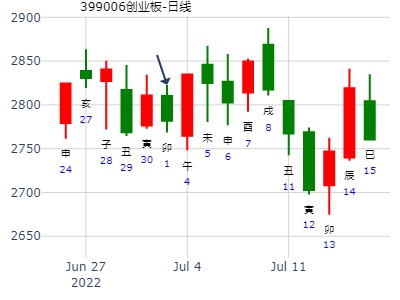 399006创业板-日线
2900
2850
2800
2750
2700
2650
申
24
亥
27
子
28
丑
29
寅
30
卯
1
午
4
未
5
申
6
酉
7
戌
8
丑
11
寅
12
卯
13
辰
14
巳
15
Jun 27
2022
Jul 4
Jul 11